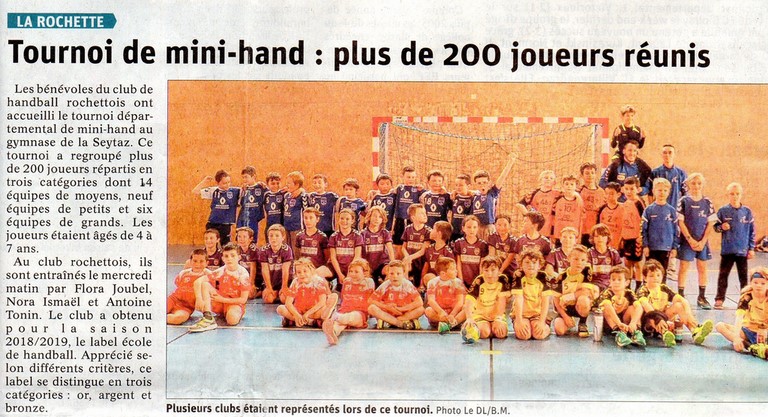 LA ROCHETTE
Tournoi de mini-hand : plus de 200 joueurs réunis
Les bénévoles du club de
handball rochettois ont
accueilli le tournoi dépar-
temental de mini-hand au
gymnase de la Seytaz. Ce
tournoi a regroupé plus
de 200 joueurs répartis en
trois catégories dont 14
équipes de moyens, neuf
équipes de petits et six
équipes de grands. Les
joueurs étaient âgés de 4 à
7 ans.
Au club rochettois, ils
sont entraînés le mercredi
matin par Flora Joubel,
Nora Ismaël et Antoine
Tonin. Le club a obtenu
pour la saison
2018/2019, le label école
de handball. Apprécié se-
lon différents critères, ce
label se distingue en trois
catégories : or, argent et
bronze.
Plusieurs clubs étaient représentés lors de ce tournoi. Photo Le DL/B.M.